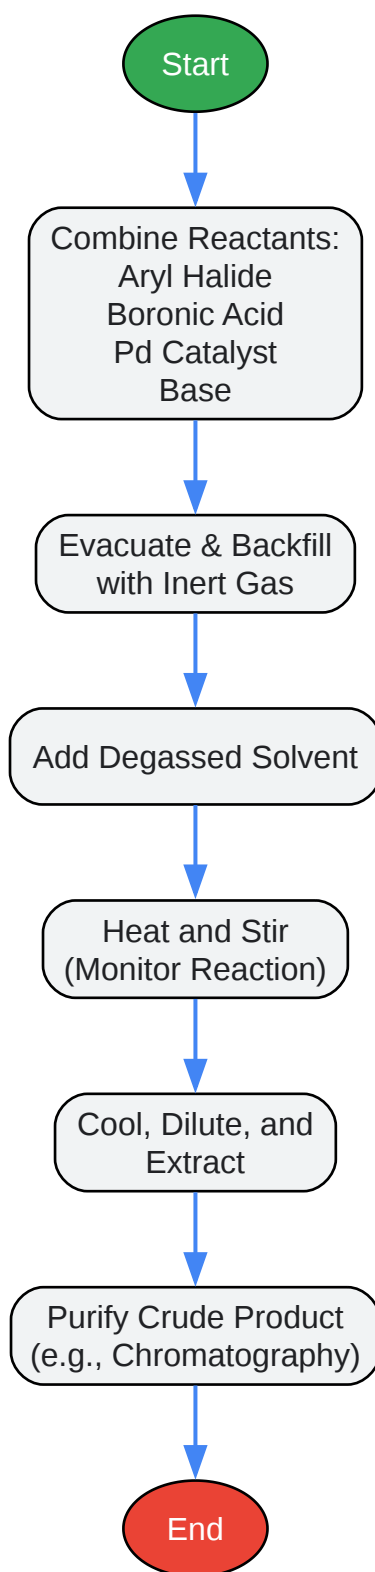 Start
Combine Reactants:
Aryl Halide
Boronic Acid
Pd Catalyst
Base
Evacuate & Backfill
with Inert Gas
Add Degassed Solvent
Heat and Stir
(Monitor Reaction)
Cool, Dilute, and
Extract
Purify Crude Product
(e.g., Chromatography)
End